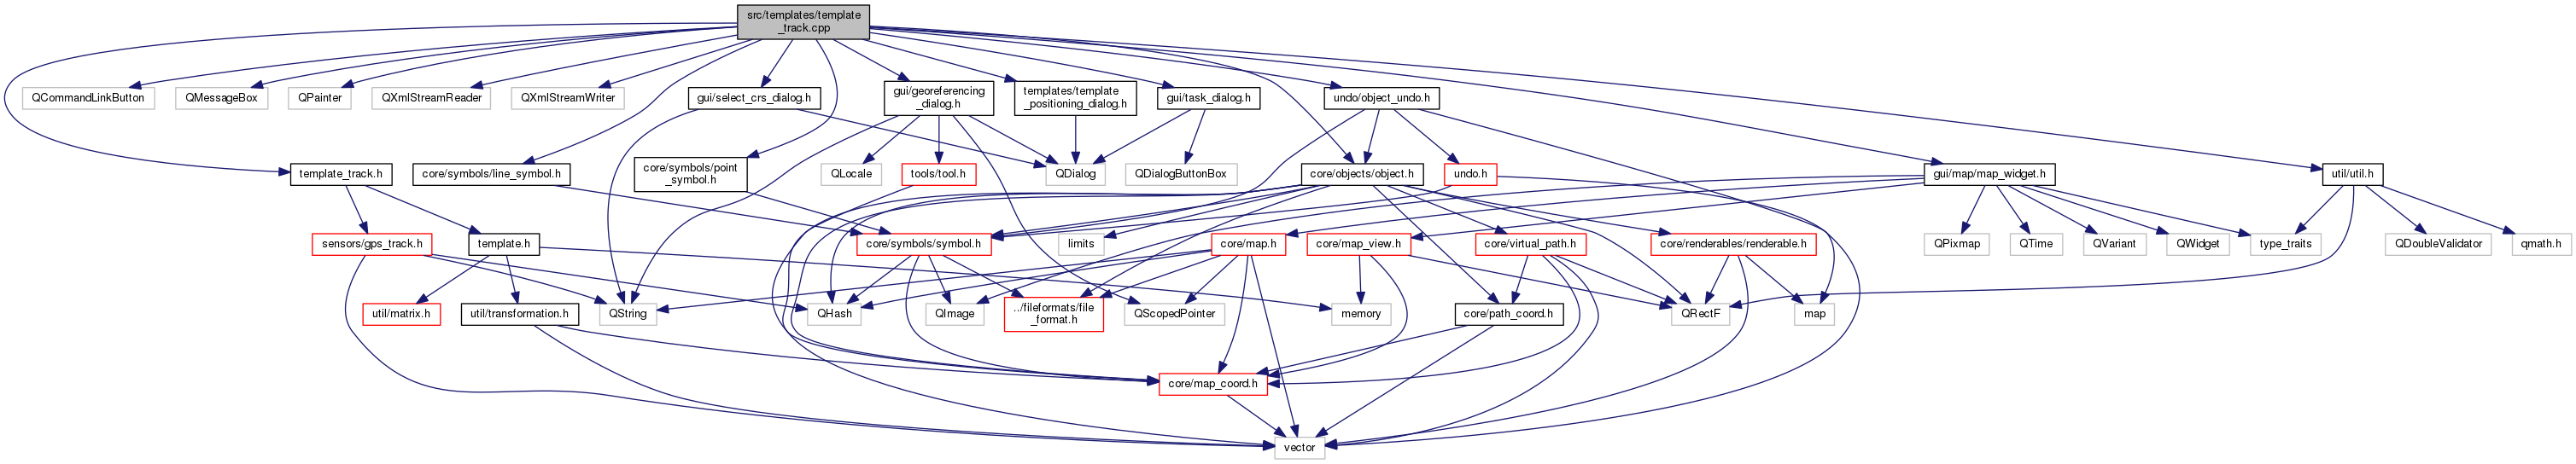 src/templates/template
_track.cpp
QCommandLinkButton
QMessageBox
QPainter
QXmlStreamReader
QXmlStreamWriter
gui/select_crs_dialog.h
gui/georeferencing
_dialog.h
templates/template
_positioning_dialog.h
gui/task_dialog.h
undo/object_undo.h
template_track.h
core/symbols/line_symbol.h
core/symbols/point
_symbol.h
QLocale
tools/tool.h
QDialog
QDialogButtonBox
core/objects/object.h
undo.h
gui/map/map_widget.h
util/util.h
sensors/gps_track.h
template.h
core/symbols/symbol.h
limits
core/map.h
core/map_view.h
core/virtual_path.h
core/renderables/renderable.h
QPixmap
QTime
QVariant
QWidget
type_traits
QDoubleValidator
qmath.h
util/matrix.h
util/transformation.h
QString
QHash
QImage
../fileformats/file
_format.h
QScopedPointer
memory
core/path_coord.h
QRectF
map
core/map_coord.h
vector